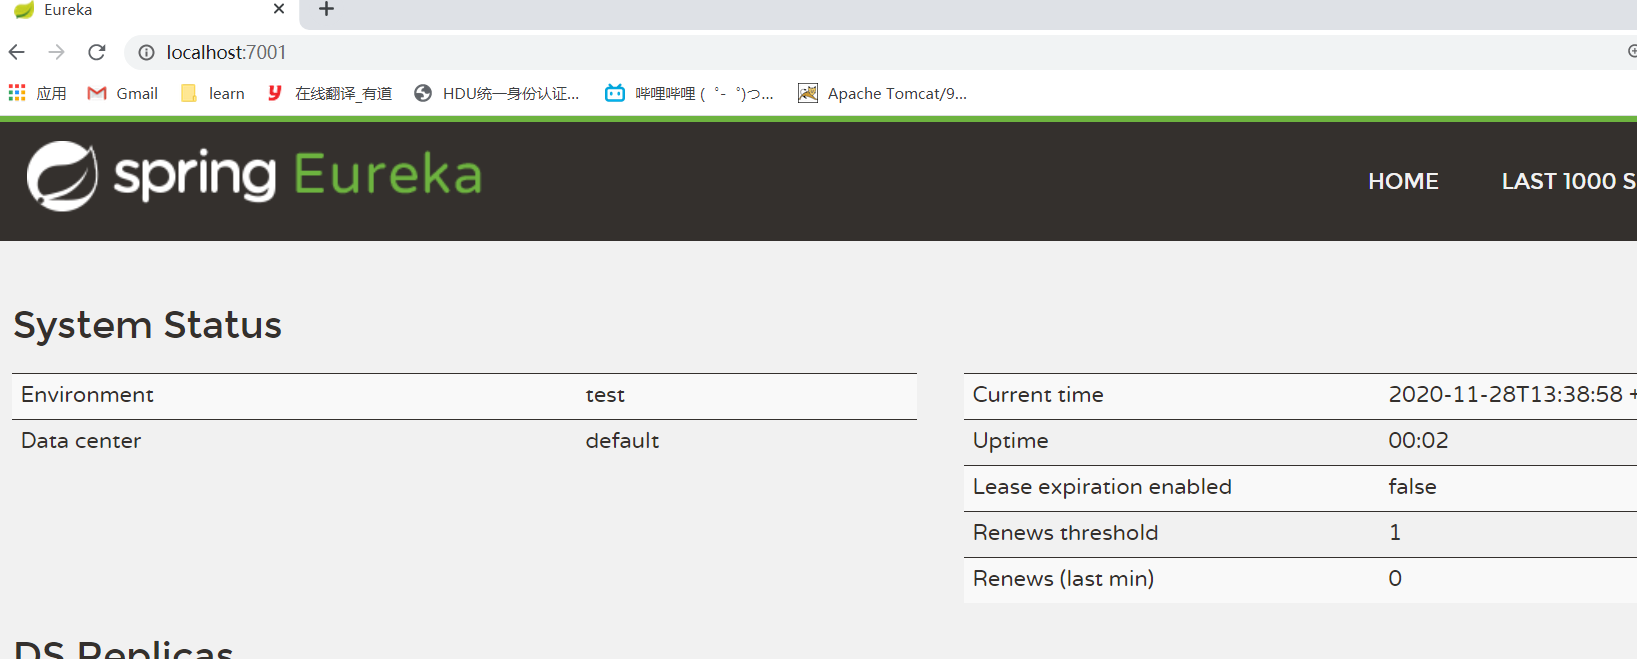 Eureka
localhost:7001
应用 Gmail learn 在线翻译_有道 HDU统一身份认证... 哔哩哔哩 ( ゜- ゜)つ... Apache Tomcat/9...
spring Eureka
HOME LAST 1000 S
System Status
Environment test
Data center default
Current time 2020-11-28T13:38:58 +
Uptime 00:02
Lease expiration enabled false
Renews threshold 1
Renews (last min) 0
DS Replicas